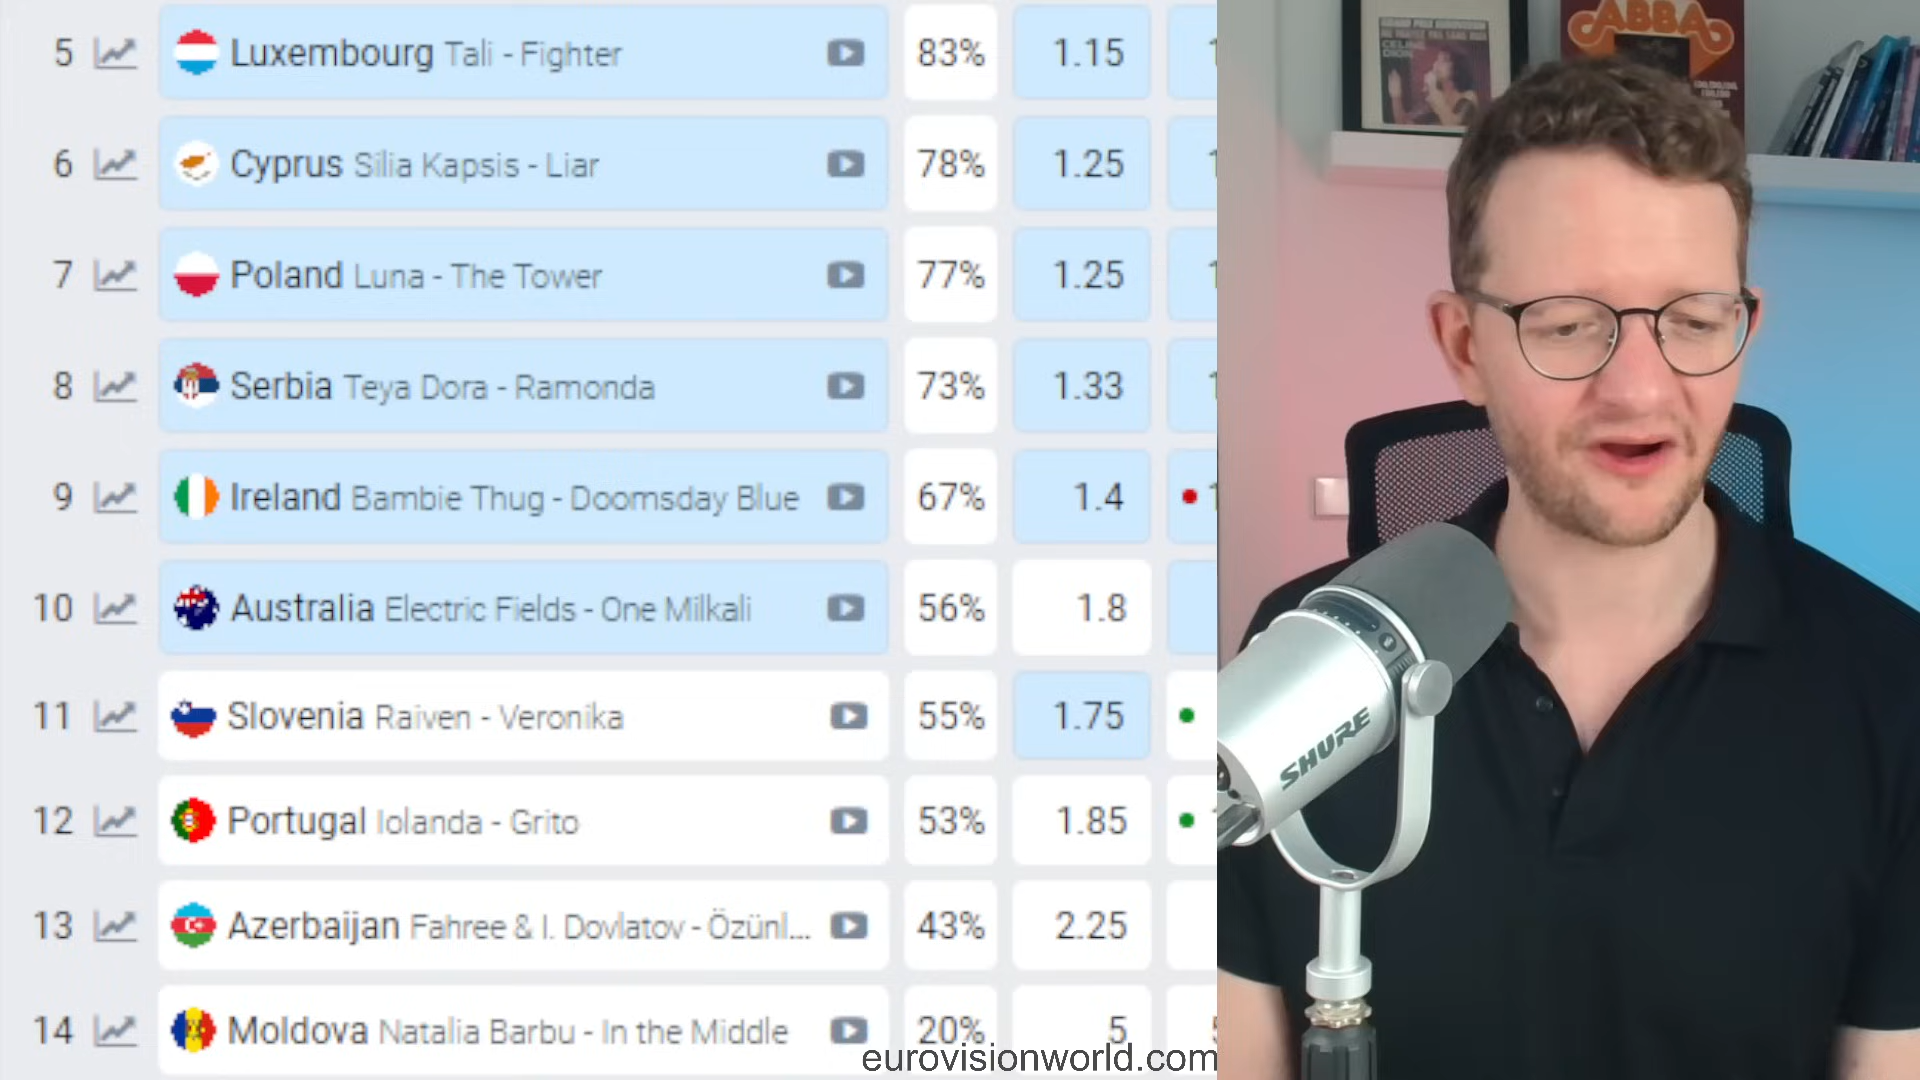 5 Luxembourg Tali - Fighter 83% 1.15
6 Cyprus Silia Kapsis - Liar 78% 1.25
7 Poland Luna - The Tower 77% 1.25
8 Serbia Teya Dora - Ramonda 73% 1.33
9 Ireland Bambie Thug - Doomsday Blue 67% 1.4
10 Australia Electric Fields - One Milkali 56% 1.8
11 Slovenia Raiven - Veronika 55% 1.75
12 Portugal Iolanda - Grito 53% 1.85
13 Azerbaijan Fahree & I. Dovlatov - Özünl... 43% 2.25
14 Moldova Natalia Barbu - In the Middle 20% 5
eurovisionworld.com
CELINE
DION
ABBA
SHURE